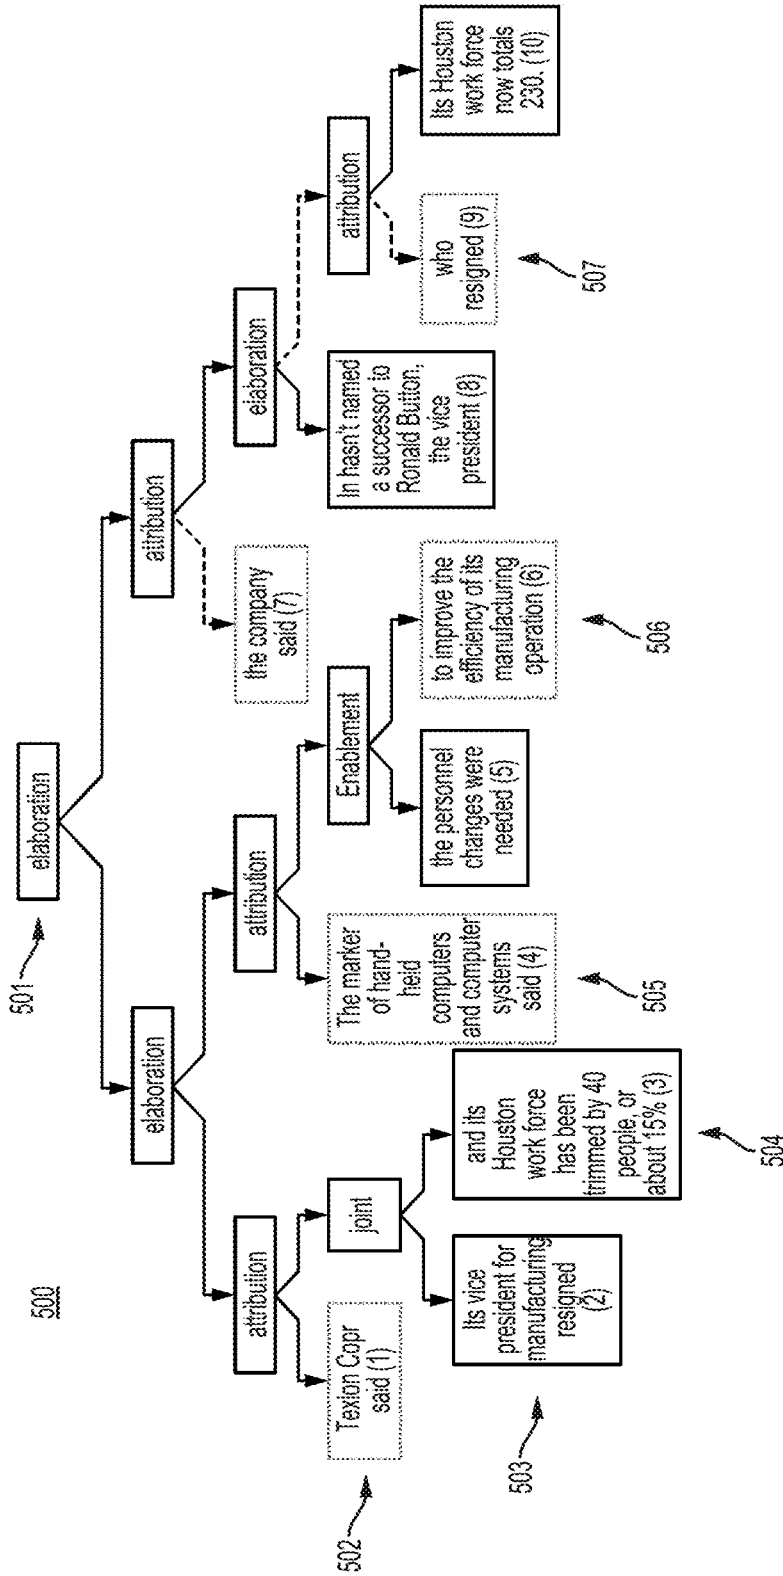 500
501
elaboration
elaboration
attribution
attribution
attribution
elaboration
Texion Copr
said (1)
joint
The marker
of hand-
held
computers
and computer
systems
said (4)
Enablement
the company
said (7)
In hasn't named
a successor to
Ronald Button,
the vice
president (8)
attribution
Its vice
president for
manufacturing
resigned
(2)
and its
Houston
work force
has been
trimmed by 40
people, or
about 15% (3)
the personnel
changes were
needed (5)
to improve the
efficiency of its
manufacturing
operation (6)
who
resigned (9)
Its Houston
work force
now totals
230. (10)
502
503
504
505
506
507